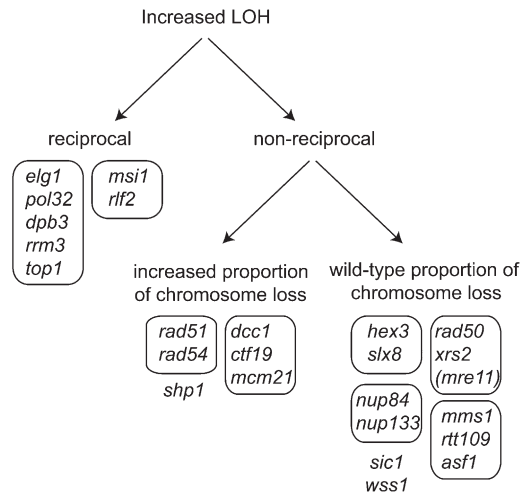 Increased LOH
reciprocal
non-reciprocal
elg1
pol32
dpb3
rrm3
top1
msi1
rlf2
increased proportion
of chromosome loss
wild-type proportion of
chromosome loss
rad51
rad54
shp1
dcc1
ctf19
mcm21
hex3
slx8
nup84
nup133
sic1
wss1
rad50
xrs2
(mre11)
mms1
rtt109
asf1